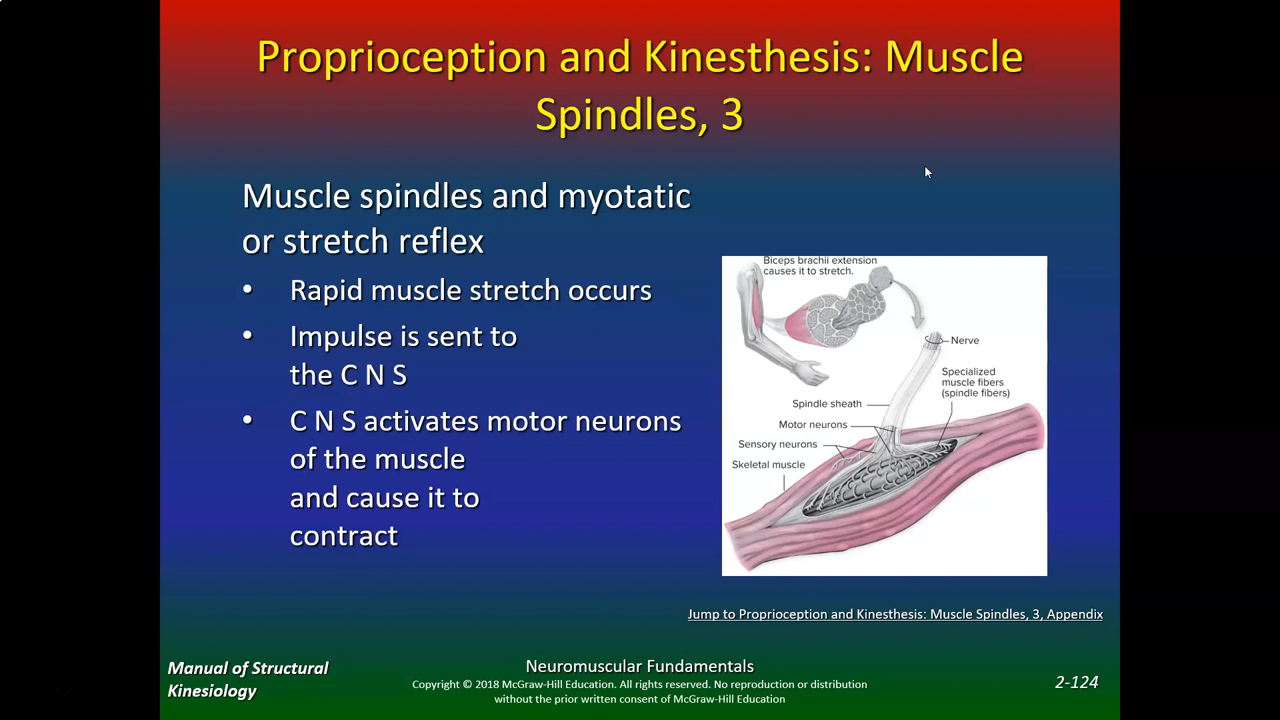 Proprioception and Kinesthesis: Muscle
Spindles, 3
Muscle spindles and myotatic
or stretch reflex
• Rapid muscle stretch occurs
• Impulse is sent to
the C N S
• C N S activates motor neurons
of the muscle
and cause it to
contract
Biceps brachii extension
causes it to stretch.
Nerve
Specialized
muscle fibers
(spindle fibers)
Spindle sheath
Motor neurons
Sensory neurons
Skeletal muscle
Jump to Proprioception and Kinesthesis: Muscle Spindles, 3, Appendix
Manual of Structural
Kinesiology
Neuromuscular Fundamentals
Copyright © 2018 McGraw-Hill Education. All rights reserved. No reproduction or distribution
without the prior written consent of McGraw-Hill Education
2-124